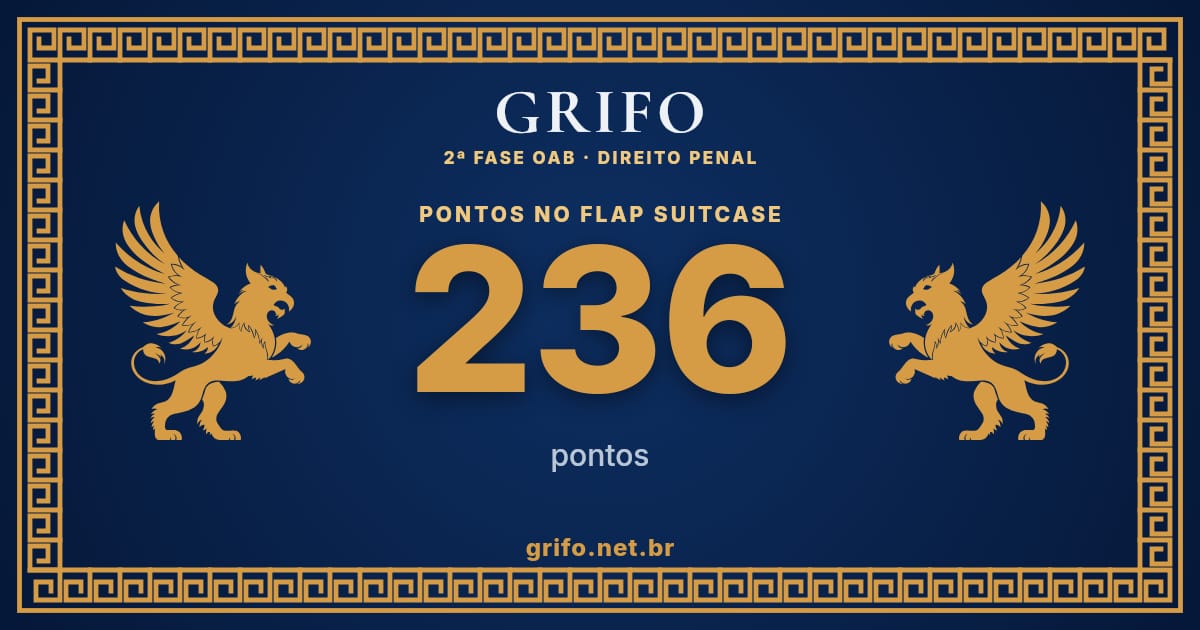 GRIFO
2ª FASE OAB · DIREITO PENAL
PONTOS NO FLAP SUITCASE
236
pontos
grifo.net.br